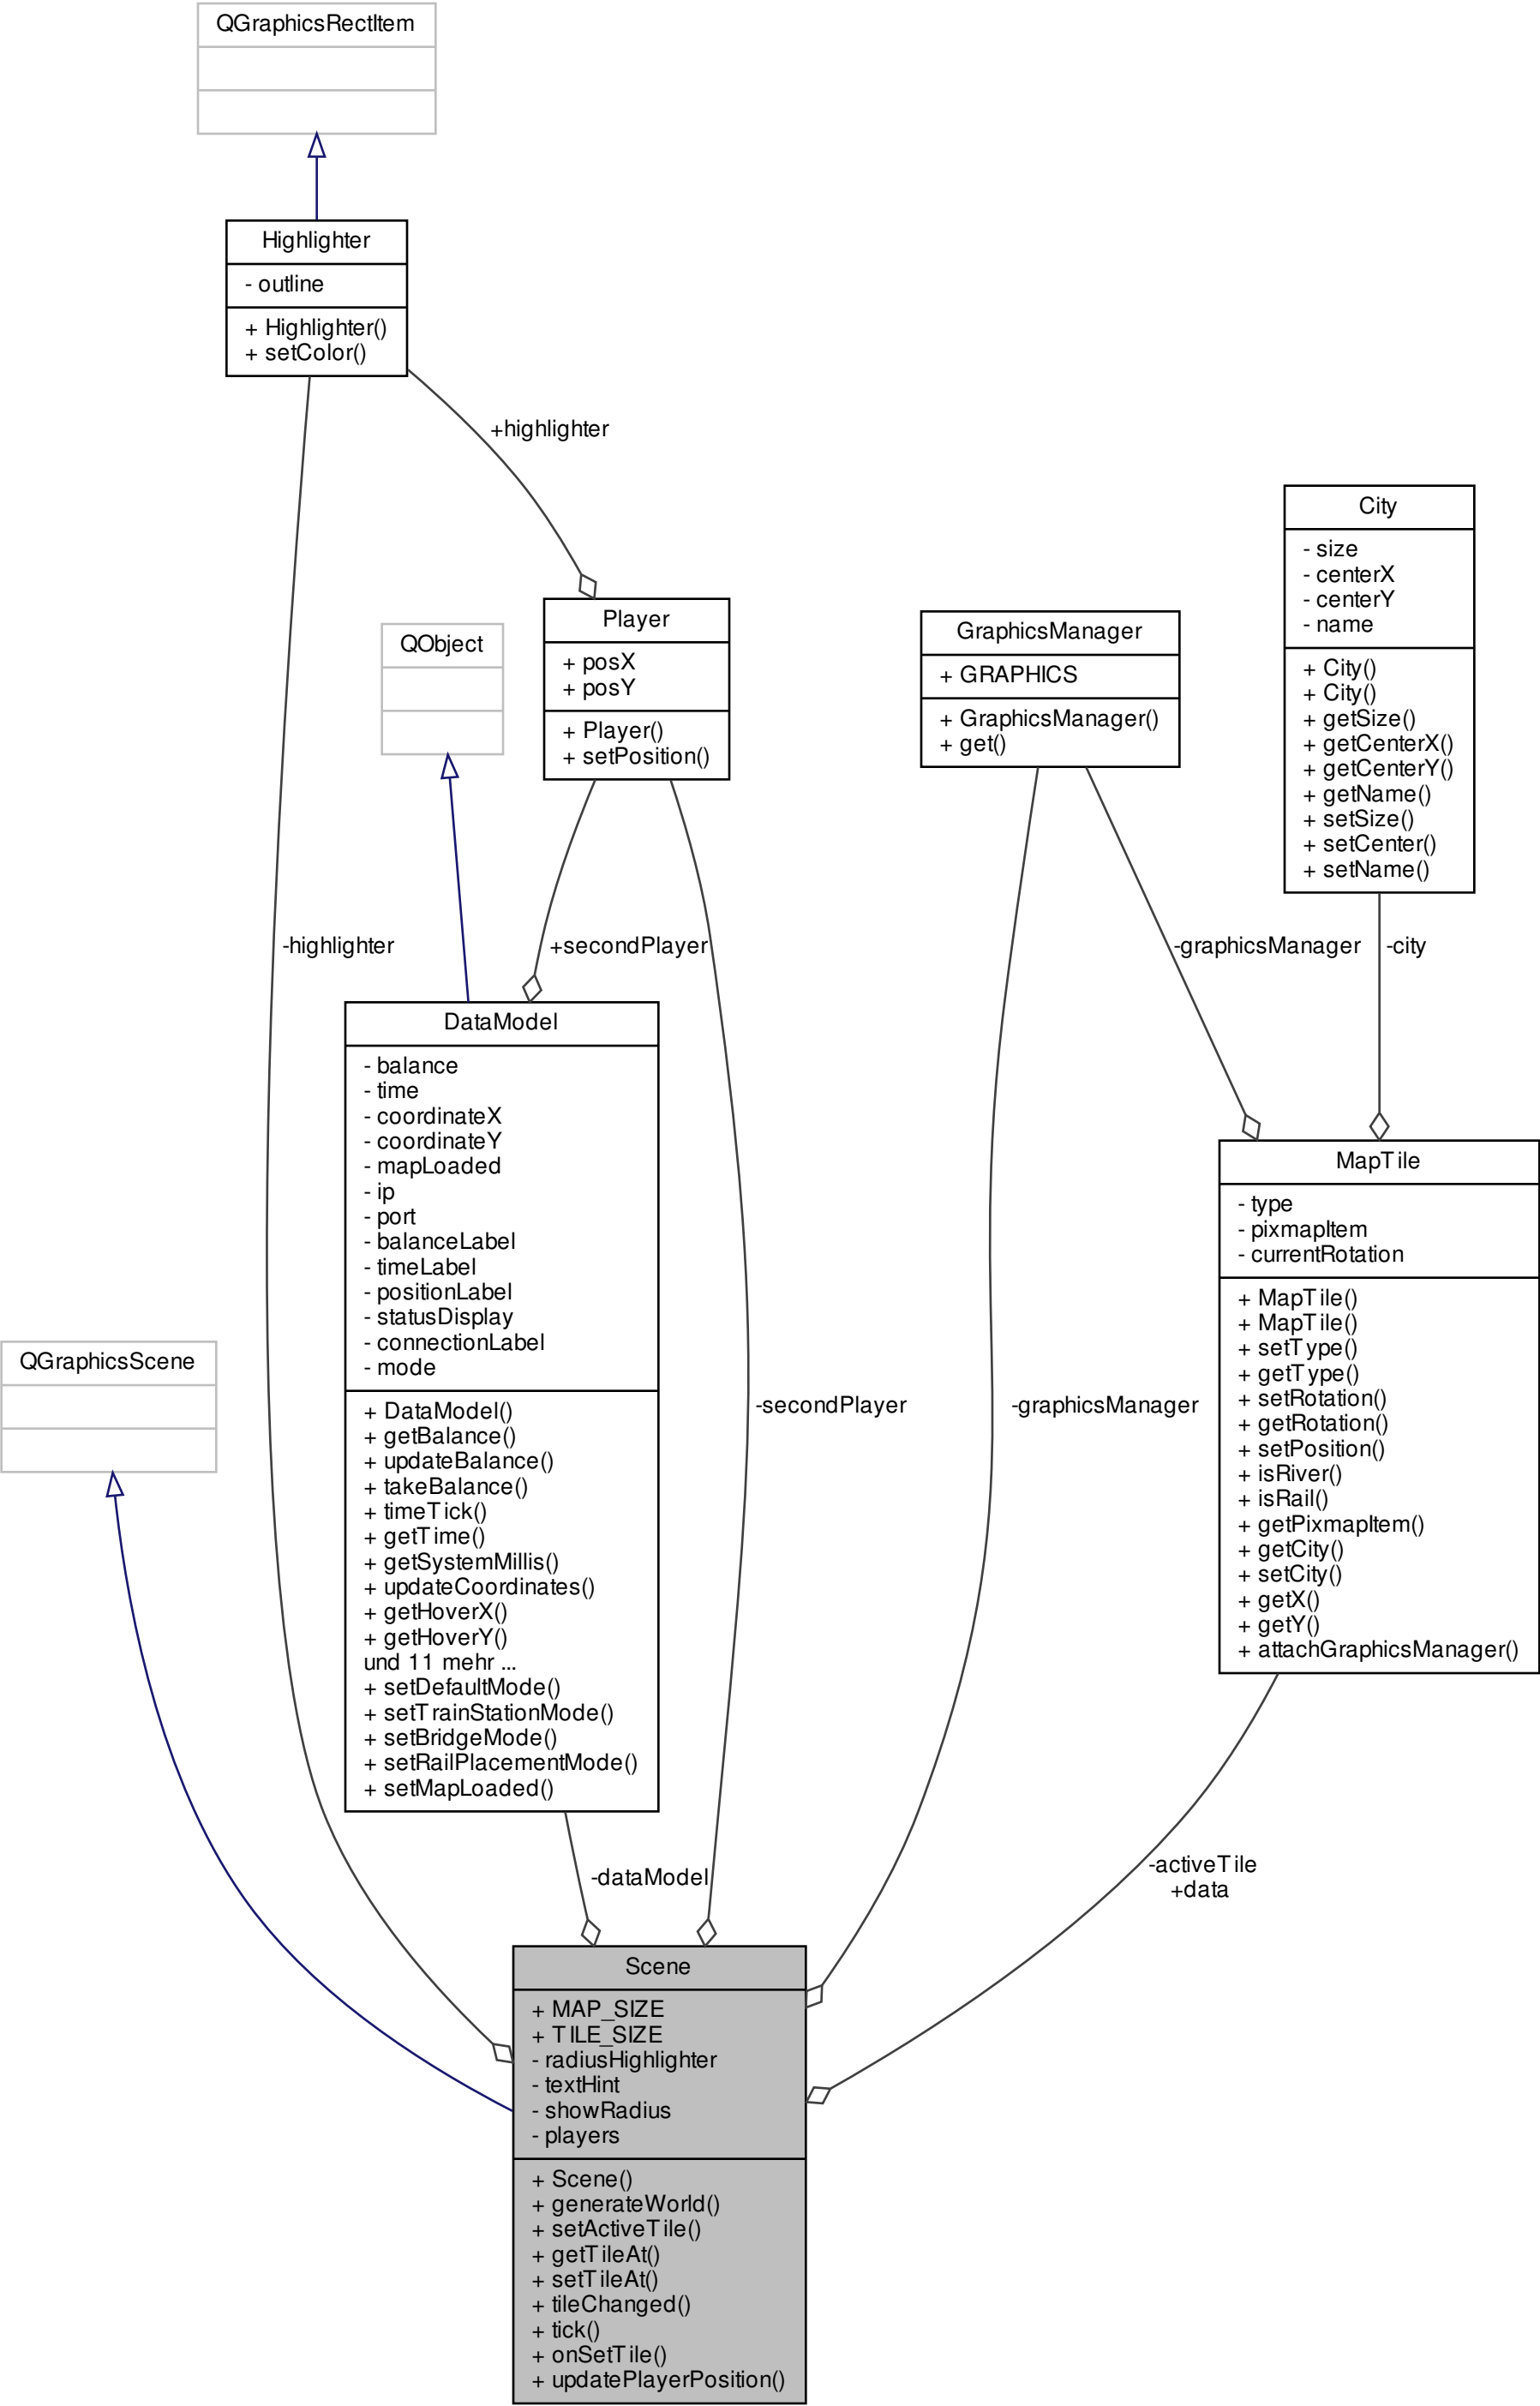 QGraphicsRectItem
Highlighter
- outline
+ Highlighter()
+ setColor()
+highlighter
City
- size
- centerX
- centerY
- name
+ City()
+ City()
+ getSize()
+ getCenterX()
+ getCenterY()
+ getName()
+ setSize()
+ setCenter()
+ setName()
Player
+ posX
+ posY
+ Player()
+ setPosition()
GraphicsManager
+ GRAPHICS
+ GraphicsManager()
+ get()
QObject
-highlighter
+secondPlayer
-graphicsManager
-city
DataModel
- balance
- time
- coordinateX
- coordinateY
- mapLoaded
- ip
- port
- balanceLabel
- timeLabel
- positionLabel
- statusDisplay
- connectionLabel
- mode
+ DataModel()
+ getBalance()
+ updateBalance()
+ takeBalance()
+ timeTick()
+ getTime()
+ getSystemMillis()
+ updateCoordinates()
+ getHoverX()
+ getHoverY()
und 11 mehr ...
+ setDefaultMode()
+ setTrainStationMode()
+ setBridgeMode()
+ setRailPlacementMode()
+ setMapLoaded()
MapTile
- type
- pixmapItem
- currentRotation
+ MapTile()
+ MapTile()
+ setType()
+ getType()
+ setRotation()
+ getRotation()
+ setPosition()
+ isRiver()
+ isRail()
+ getPixmapItem()
+ getCity()
+ setCity()
+ getX()
+ getY()
+ attachGraphicsManager()
QGraphicsScene
-secondPlayer
-graphicsManager
-dataModel
-activeTile
+data
Scene
+ MAP_SIZE
+ TILE_SIZE
- radiusHighlighter
- textHint
- showRadius
- players
+ Scene()
+ generateWorld()
+ setActiveTile()
+ getTileAt()
+ setTileAt()
+ tileChanged()
+ tick()
+ onSetTile()
+ updatePlayerPosition()